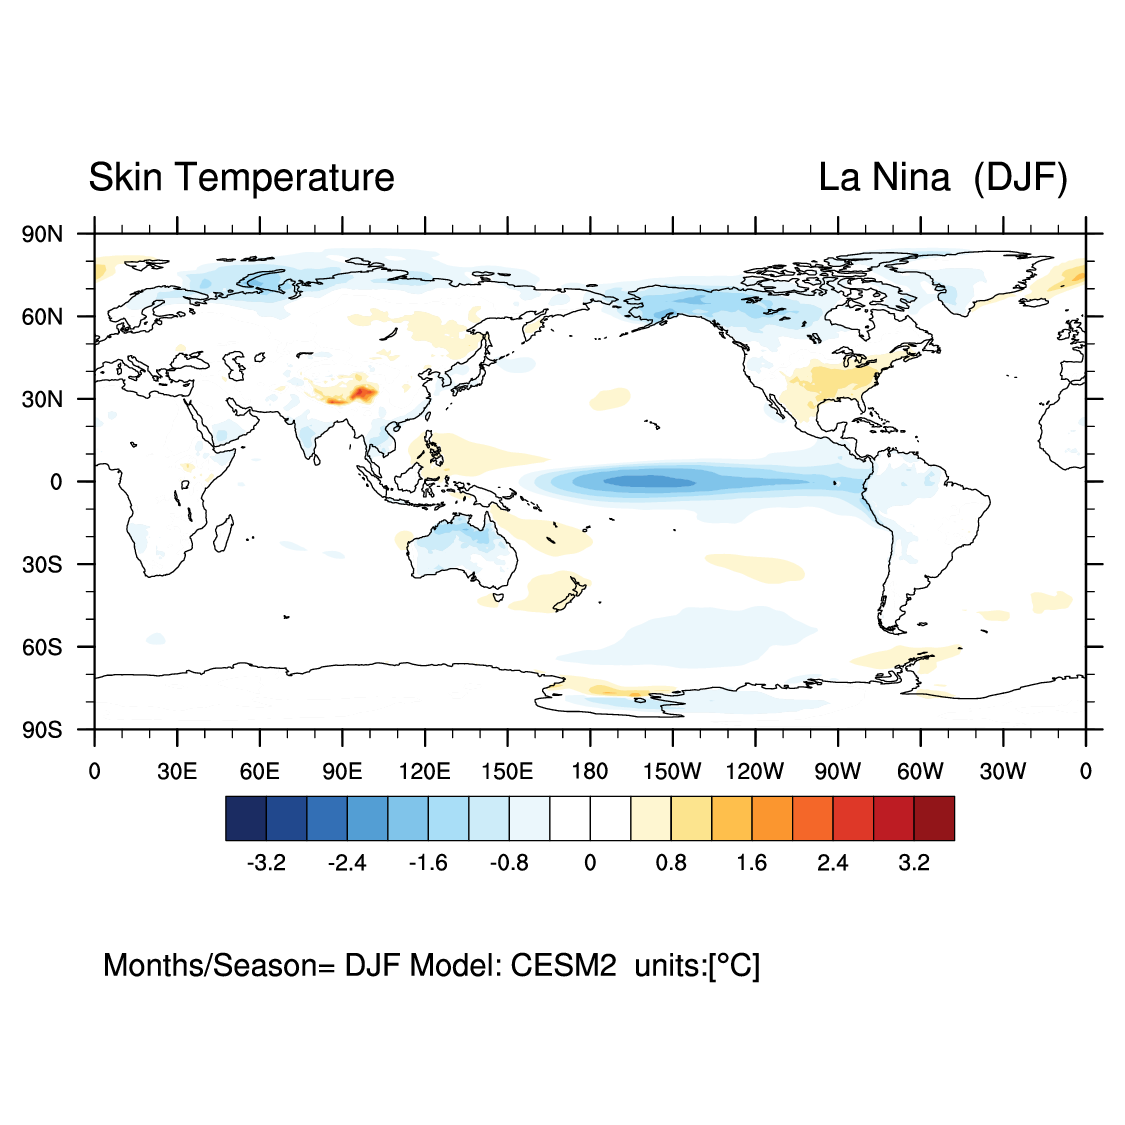 Skin Temperature La Nina (DJF)
90N
60N
30N
0
30S
60S
90S
0 30E 60E 90E 120E 150E 180 150W 120W 90W 60W 30W 0
-3.2 -2.4 -1.6 -0.8 0 0.8 1.6 2.4 3.2
Months/Season= DJF Model: CESM2 units:[°C]